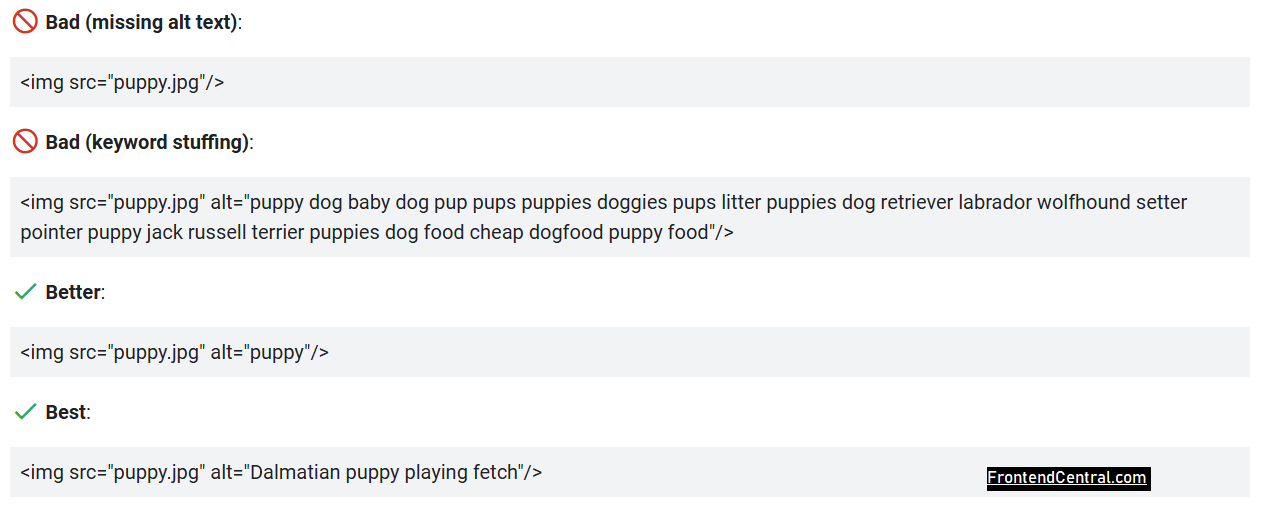 Bad (missing alt text):
<img src="puppy.jpg"/>
Bad (keyword stuffing):
<img src="puppy.jpg" alt="puppy dog baby dog pup pups puppies doggies pups litter puppies dog retriever labrador wolfhound setter
pointer puppy jack russell terrier puppies dog food cheap dogfood puppy food"/>
Better:
<img src="puppy.jpg" alt="puppy"/>
Best:
<img src="puppy.jpg" alt="Dalmatian puppy playing fetch"/>
FrontendCentral.com